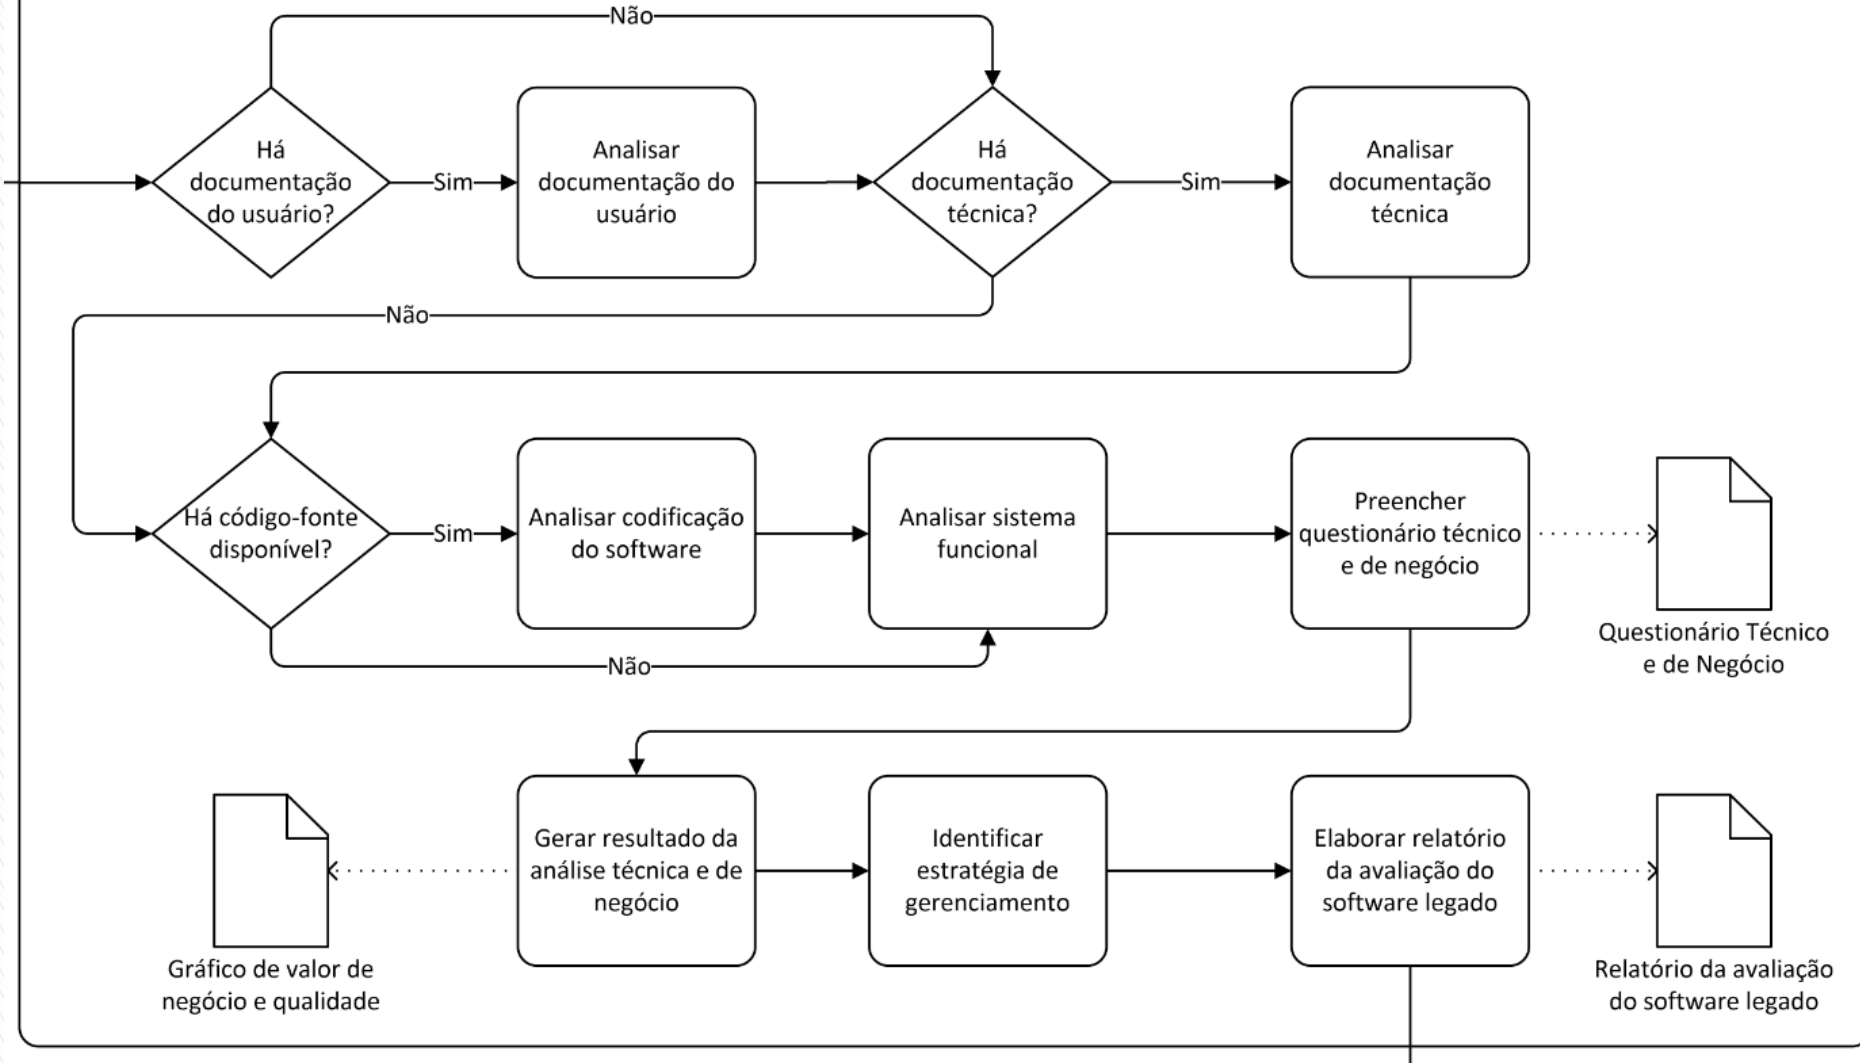 Não
Há
documentação
do usuário?
Sim
Analisar
documentação do
usuário
Há
documentação
técnica?
Sim
Analisar
documentação
técnica
Não
Há código-fonte
disponível?
Sim
Analisar codificação
do software
Analisar sistema
funcional
Preencher
questionário técnico
e de negócio
Questionário Técnico
e de Negócio
Não
Gerar resultado da
análise técnica e de
negócio
Identificar
estratégia de
gerenciamento
Elaborar relatório
da avaliação do
software legado
Gráfico de valor de
negócio e qualidade
Relatório da avaliação
do software legado